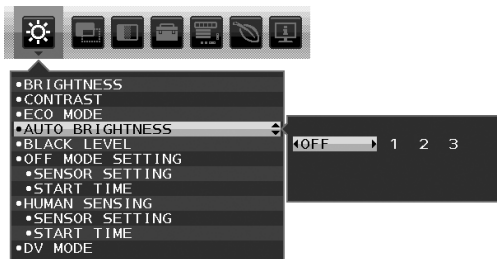 •BRIGHTNESS
•CONTRAST
•ECO MODE
•AUTO BRIGHTNESS
OFF 1 2 3
•BLACK LEVEL
•OFF MODE SETTING
•SENSOR SETTING
•START TIME
•HUMAN SENSING
•SENSOR SETTING
•START TIME
•DV MODE